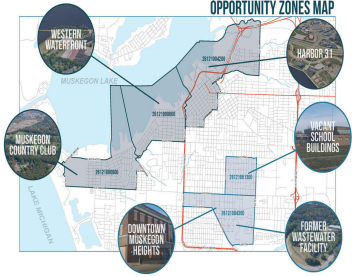 OPPORTUNITY ZONES MAP
WESTERN
WATERFRONT
HARBOR 31
MUSKEGON LAKE
26121004200
VACANT
SCHOOL
BUILDINGS
MUSKEGON
COUNTRY CLUB
LAKE MICHIGAN
DOWNTOWN
MUSKEGON
HEIGHTS
FORMER
WASTEWATER
FACILITY